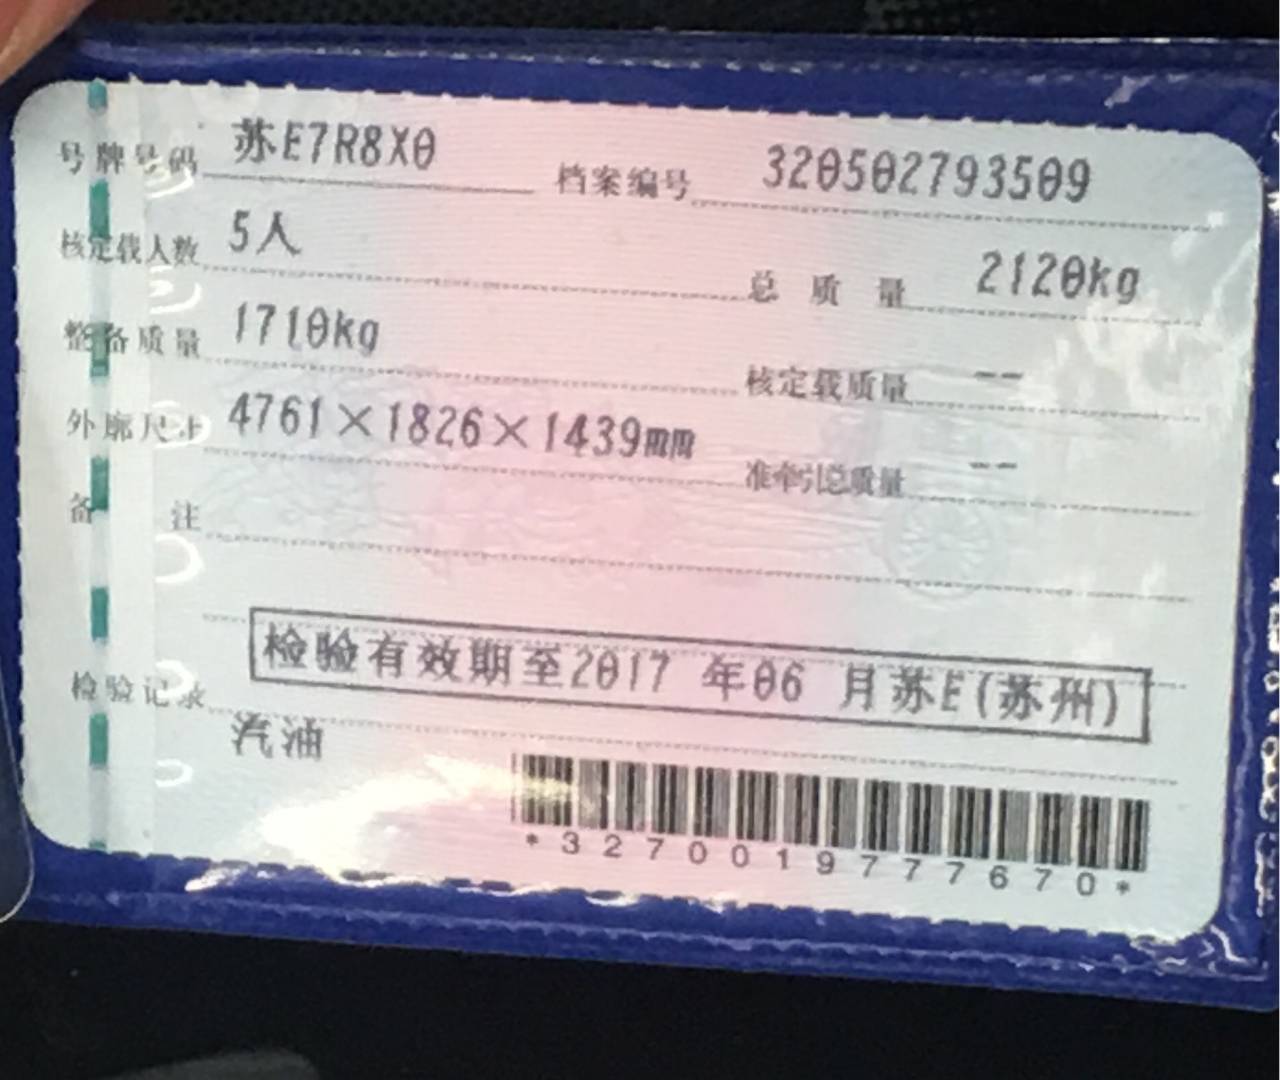 号牌号码 苏E7R8X0 档案编号 320502793509
核定载人数 5人 总质量 2120kg
整备质量 1710kg 核定载质量 --
外廓尺寸 4761×1826×1439mm 准牵引总质量 --
备注
检验记录 检验有效期至2017 年06 月苏E(苏州)
汽油
*3270019777670*